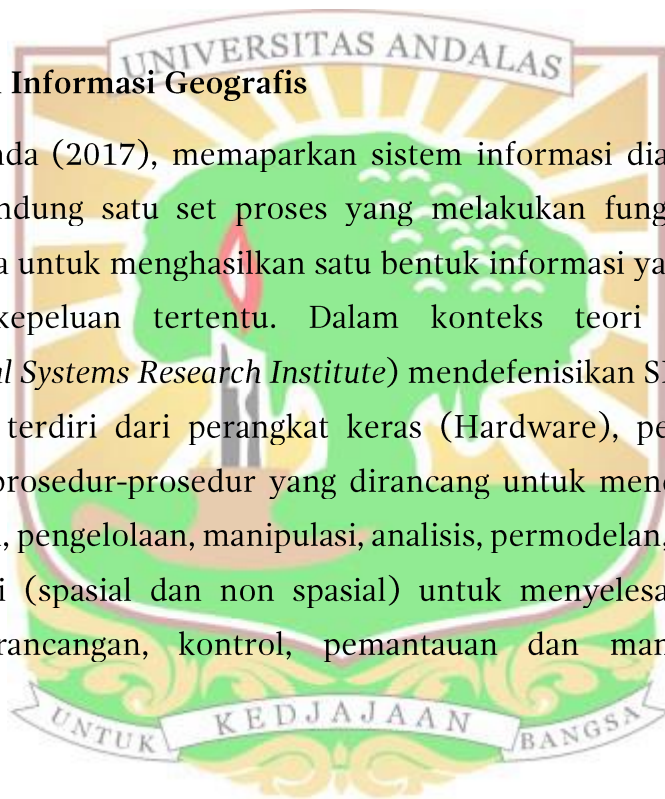 UNIVERSITAS ANDALAS
Informasi Geografis
nda (2017), memaparkan sistem informasi dia
ndung satu set proses yang melakukan fung
a untuk menghasilkan satu bentuk informasi ya
kepeluan tertentu. Dalam konteks teori
al Systems Research Institute) mendefenisikan SI
terdiri dari perangkat keras (Hardware), pe
prosedur-prosedur yang dirancang untuk men
, pengelolaan, manipulasi, analisis, permodelan,
i (spasial dan non spasial) untuk menyelesa
rancangan, kontrol, pemantauan dan man
UNTUK KEDJAJAAN BANGSA